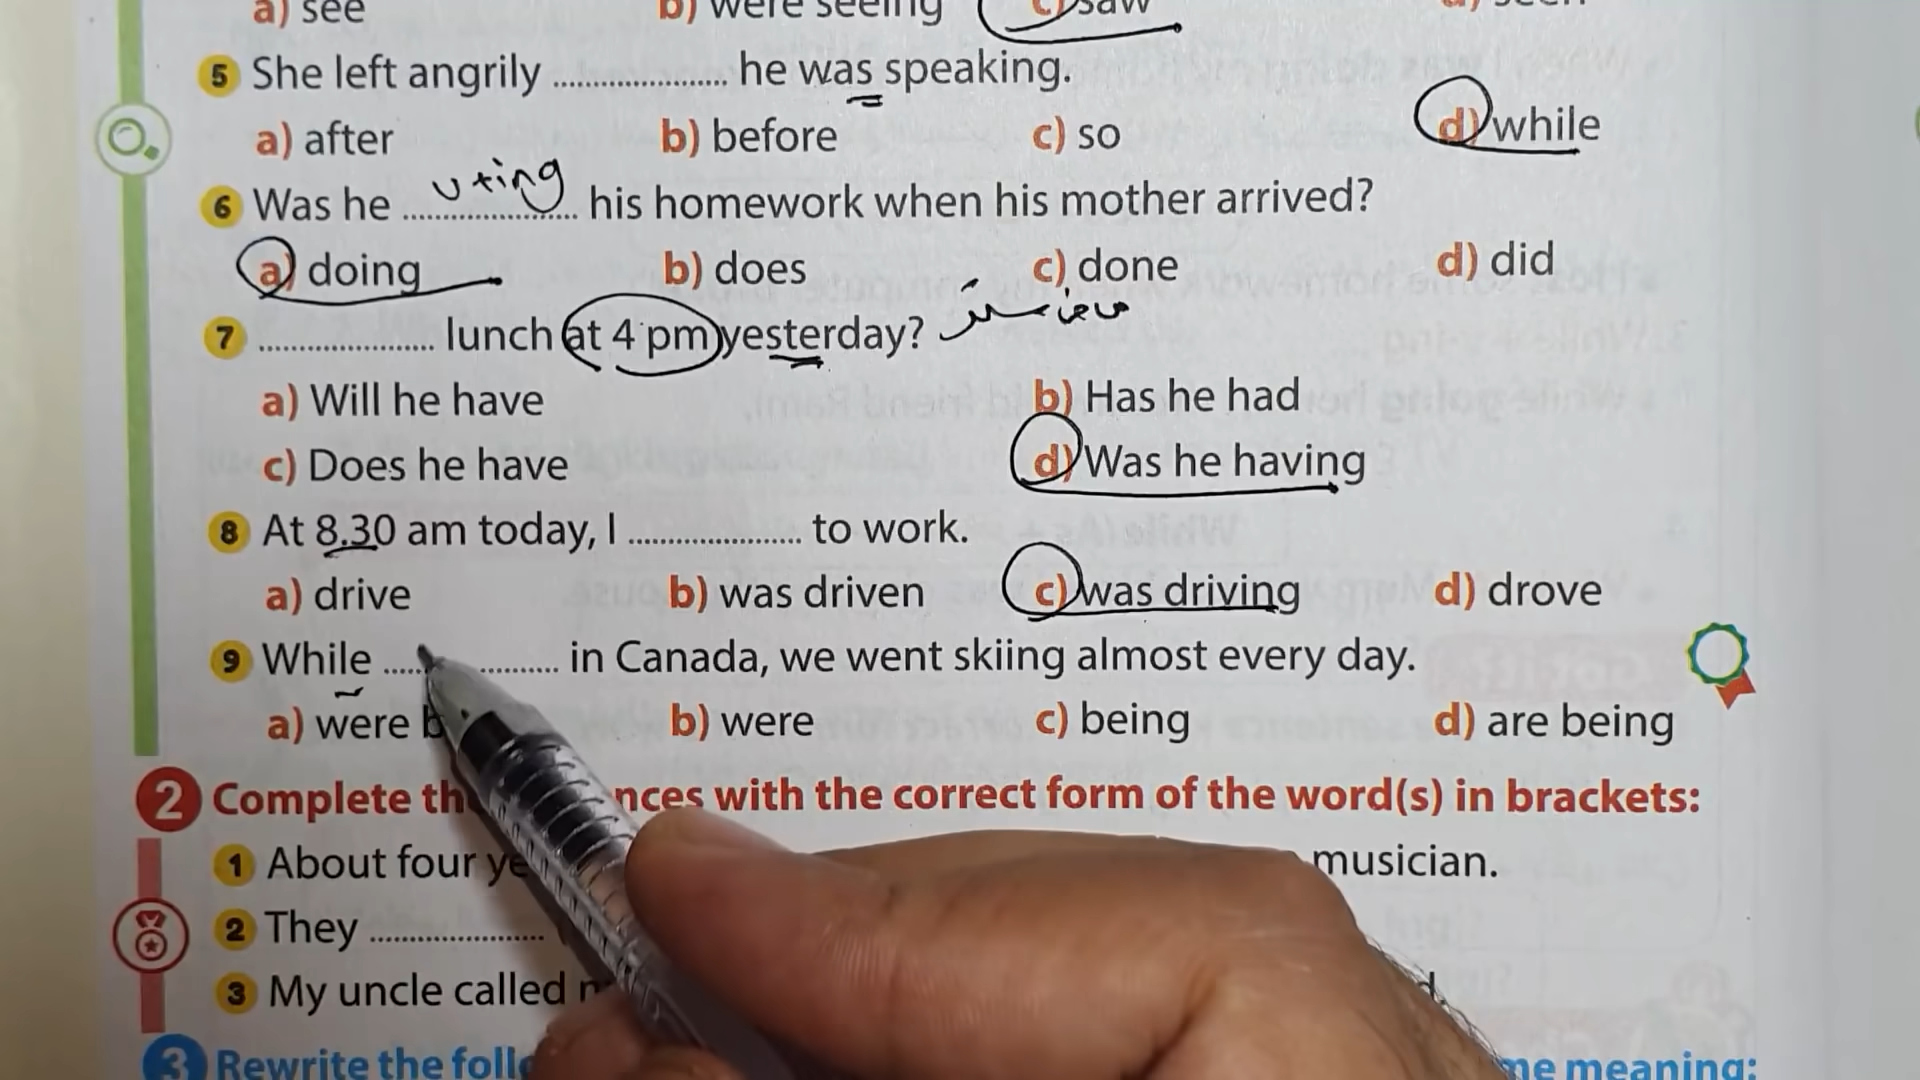 a) see b) were seeing c) saw d) seen
5 She left angrily .................... he was speaking.
a) after b) before c) so d) while
v + ing
6 Was he .................... his homework when his mother arrived?
a) doing b) does c) done d) did
7 .................... lunch at 4 pm yesterday?
a) Will he have b) Has he had
c) Does he have d) Was he having
8 At 8.30 am today, I .................... to work.
a) drive b) was driven c) was driving d) drove
9 While .................... in Canada, we went skiing almost every day.
a) were b) were c) being d) are being
2 Complete with the correct form of the word(s) in brackets:
1 About four musician.
2 They ....................
3 My uncle called
3 Rewrite the meaning: